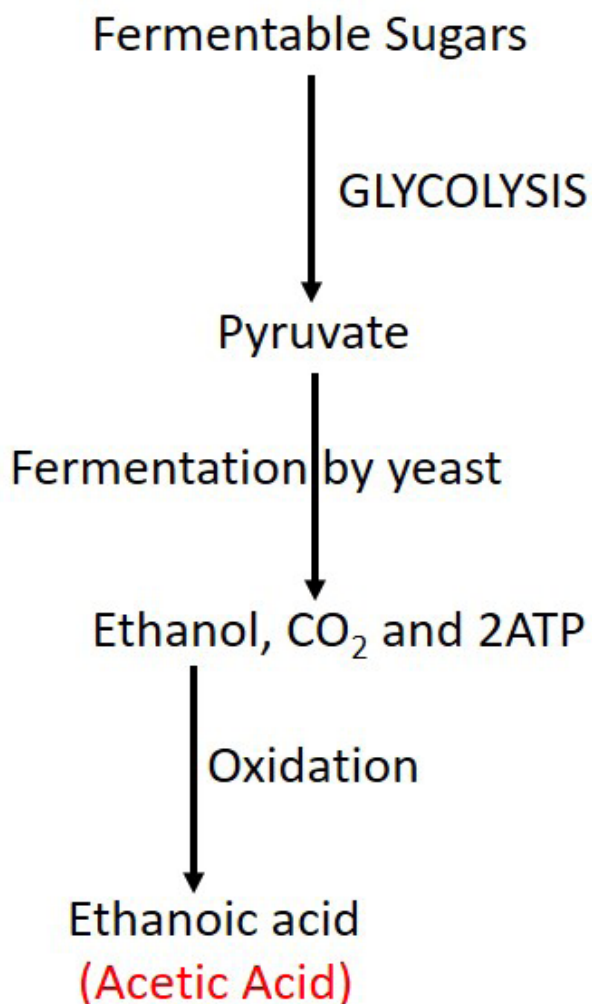 Fermentable Sugars
GLYCOLYSIS
Pyruvate
Fermentation by yeast
Ethanol, CO₂ and 2ATP
Oxidation
Ethanoic acid
(Acetic Acid)